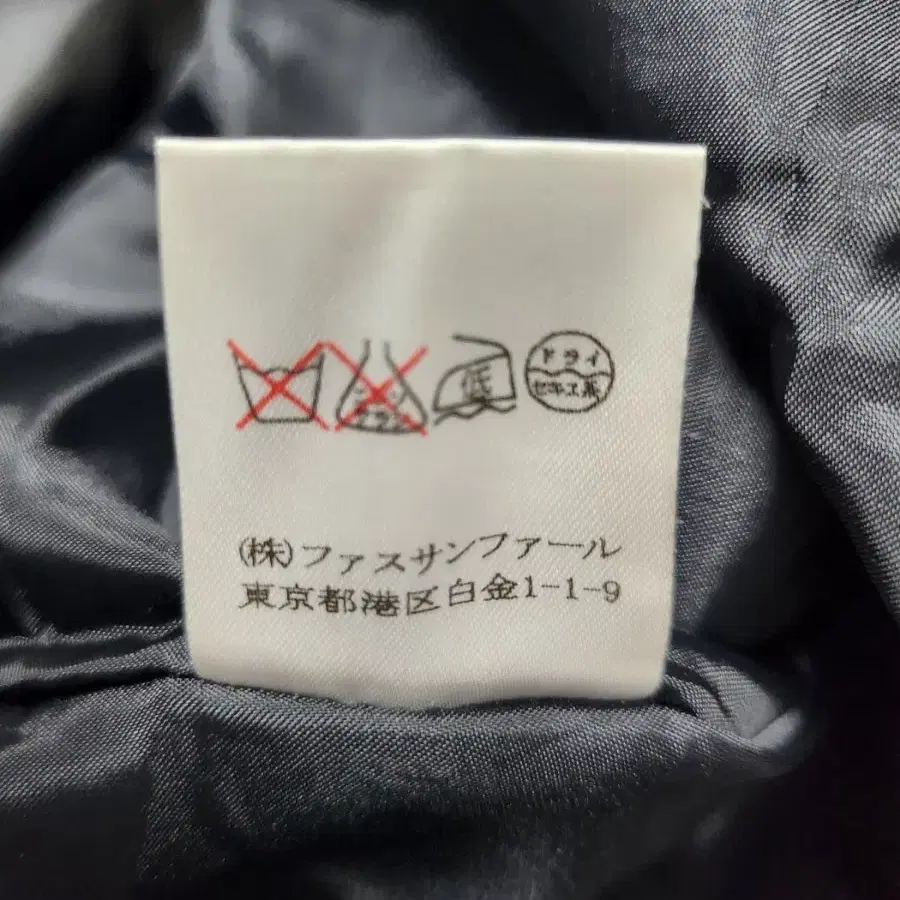 低
ドライ
セキユ系
(株)ファスサンファール
東京都港区白金1-1-9